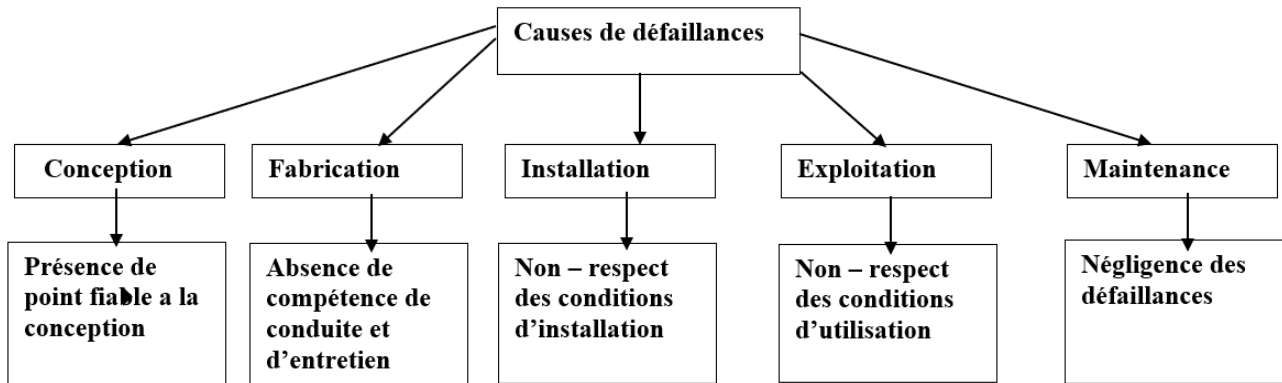 Causes de défaillances
Conception
Fabrication
Installation
Exploitation
Maintenance
Présence de
point fiable a la
conception
Absence de
compétence de
conduite et
d’entretien
Non – respect
des conditions
d’installation
Non – respect
des conditions
d’utilisation
Négligence des
défaillances